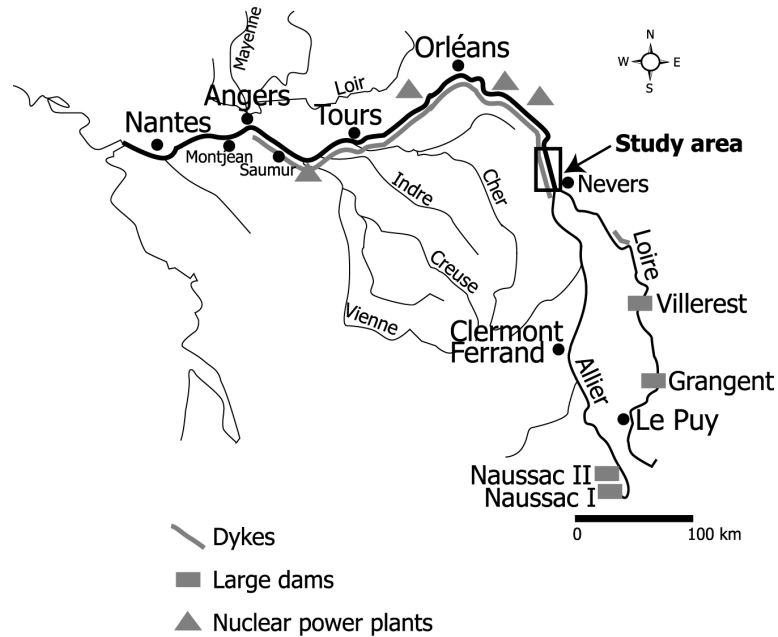 Mayenne
Orléans
N
W E
S
Loir
Angers
Tours
Nantes
Montjean
Saumur
Study area
Nevers
Indre
Cher
Loire
Creuse
Vienne
Villerest
Clermont
Ferrand
Allier
Grangent
Le Puy
Naussac II
Naussac I
0 100 km
Dykes
Large dams
Nuclear power plants